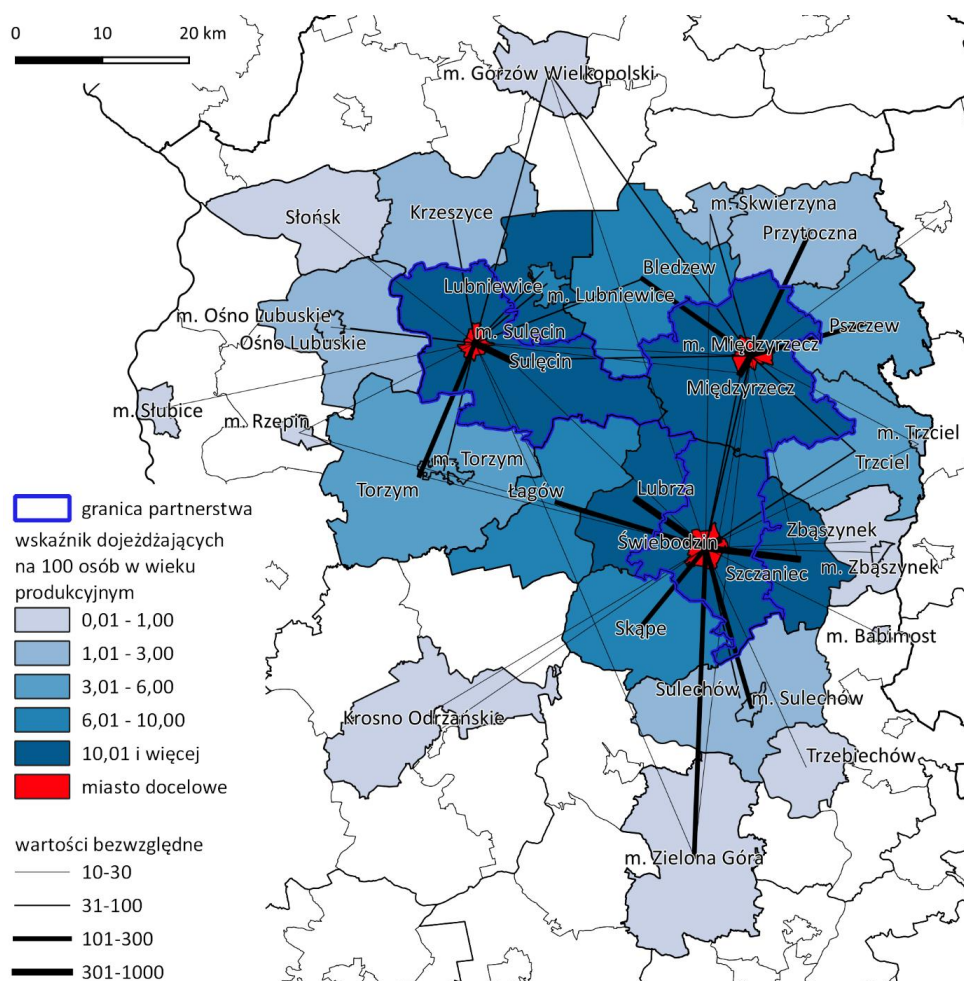 0 10 20 km
m. Gorzów Wielkopolski
m. Skwierzyna
Słońsk
Krzeszyce
Przytoczna
Bledzew
Lubniewice
m. Lubniewice
m. Ośno Lubuskie
Ośno Lubuskie
m. Sulęcin
Sulęcin
Pszczew
m. Międzyrzecz
Międzyrzecz
m. Słubice
m. Rzepin
m. Trzciel
Trzciel
m. Torzym
Torzym
Łagów
Lubrza
Świebodzin
Zbąszynek
m. Zbąszynek
Szczaniec
Skąpe
m. Babimost
Sulechów
m. Sulechów
Krosno Odrzańskie
Trzebiechów
m. Zielona Góra
granica partnerstwa
wskaźnik dojeżdżających
na 100 osób w wieku
produkcyjnym
0,01 - 1,00
1,01 - 3,00
3,01 - 6,00
6,01 - 10,00
10,01 i więcej
miasto docelowe
wartości bezwzględne
10-30
31-100
101-300
301-1000